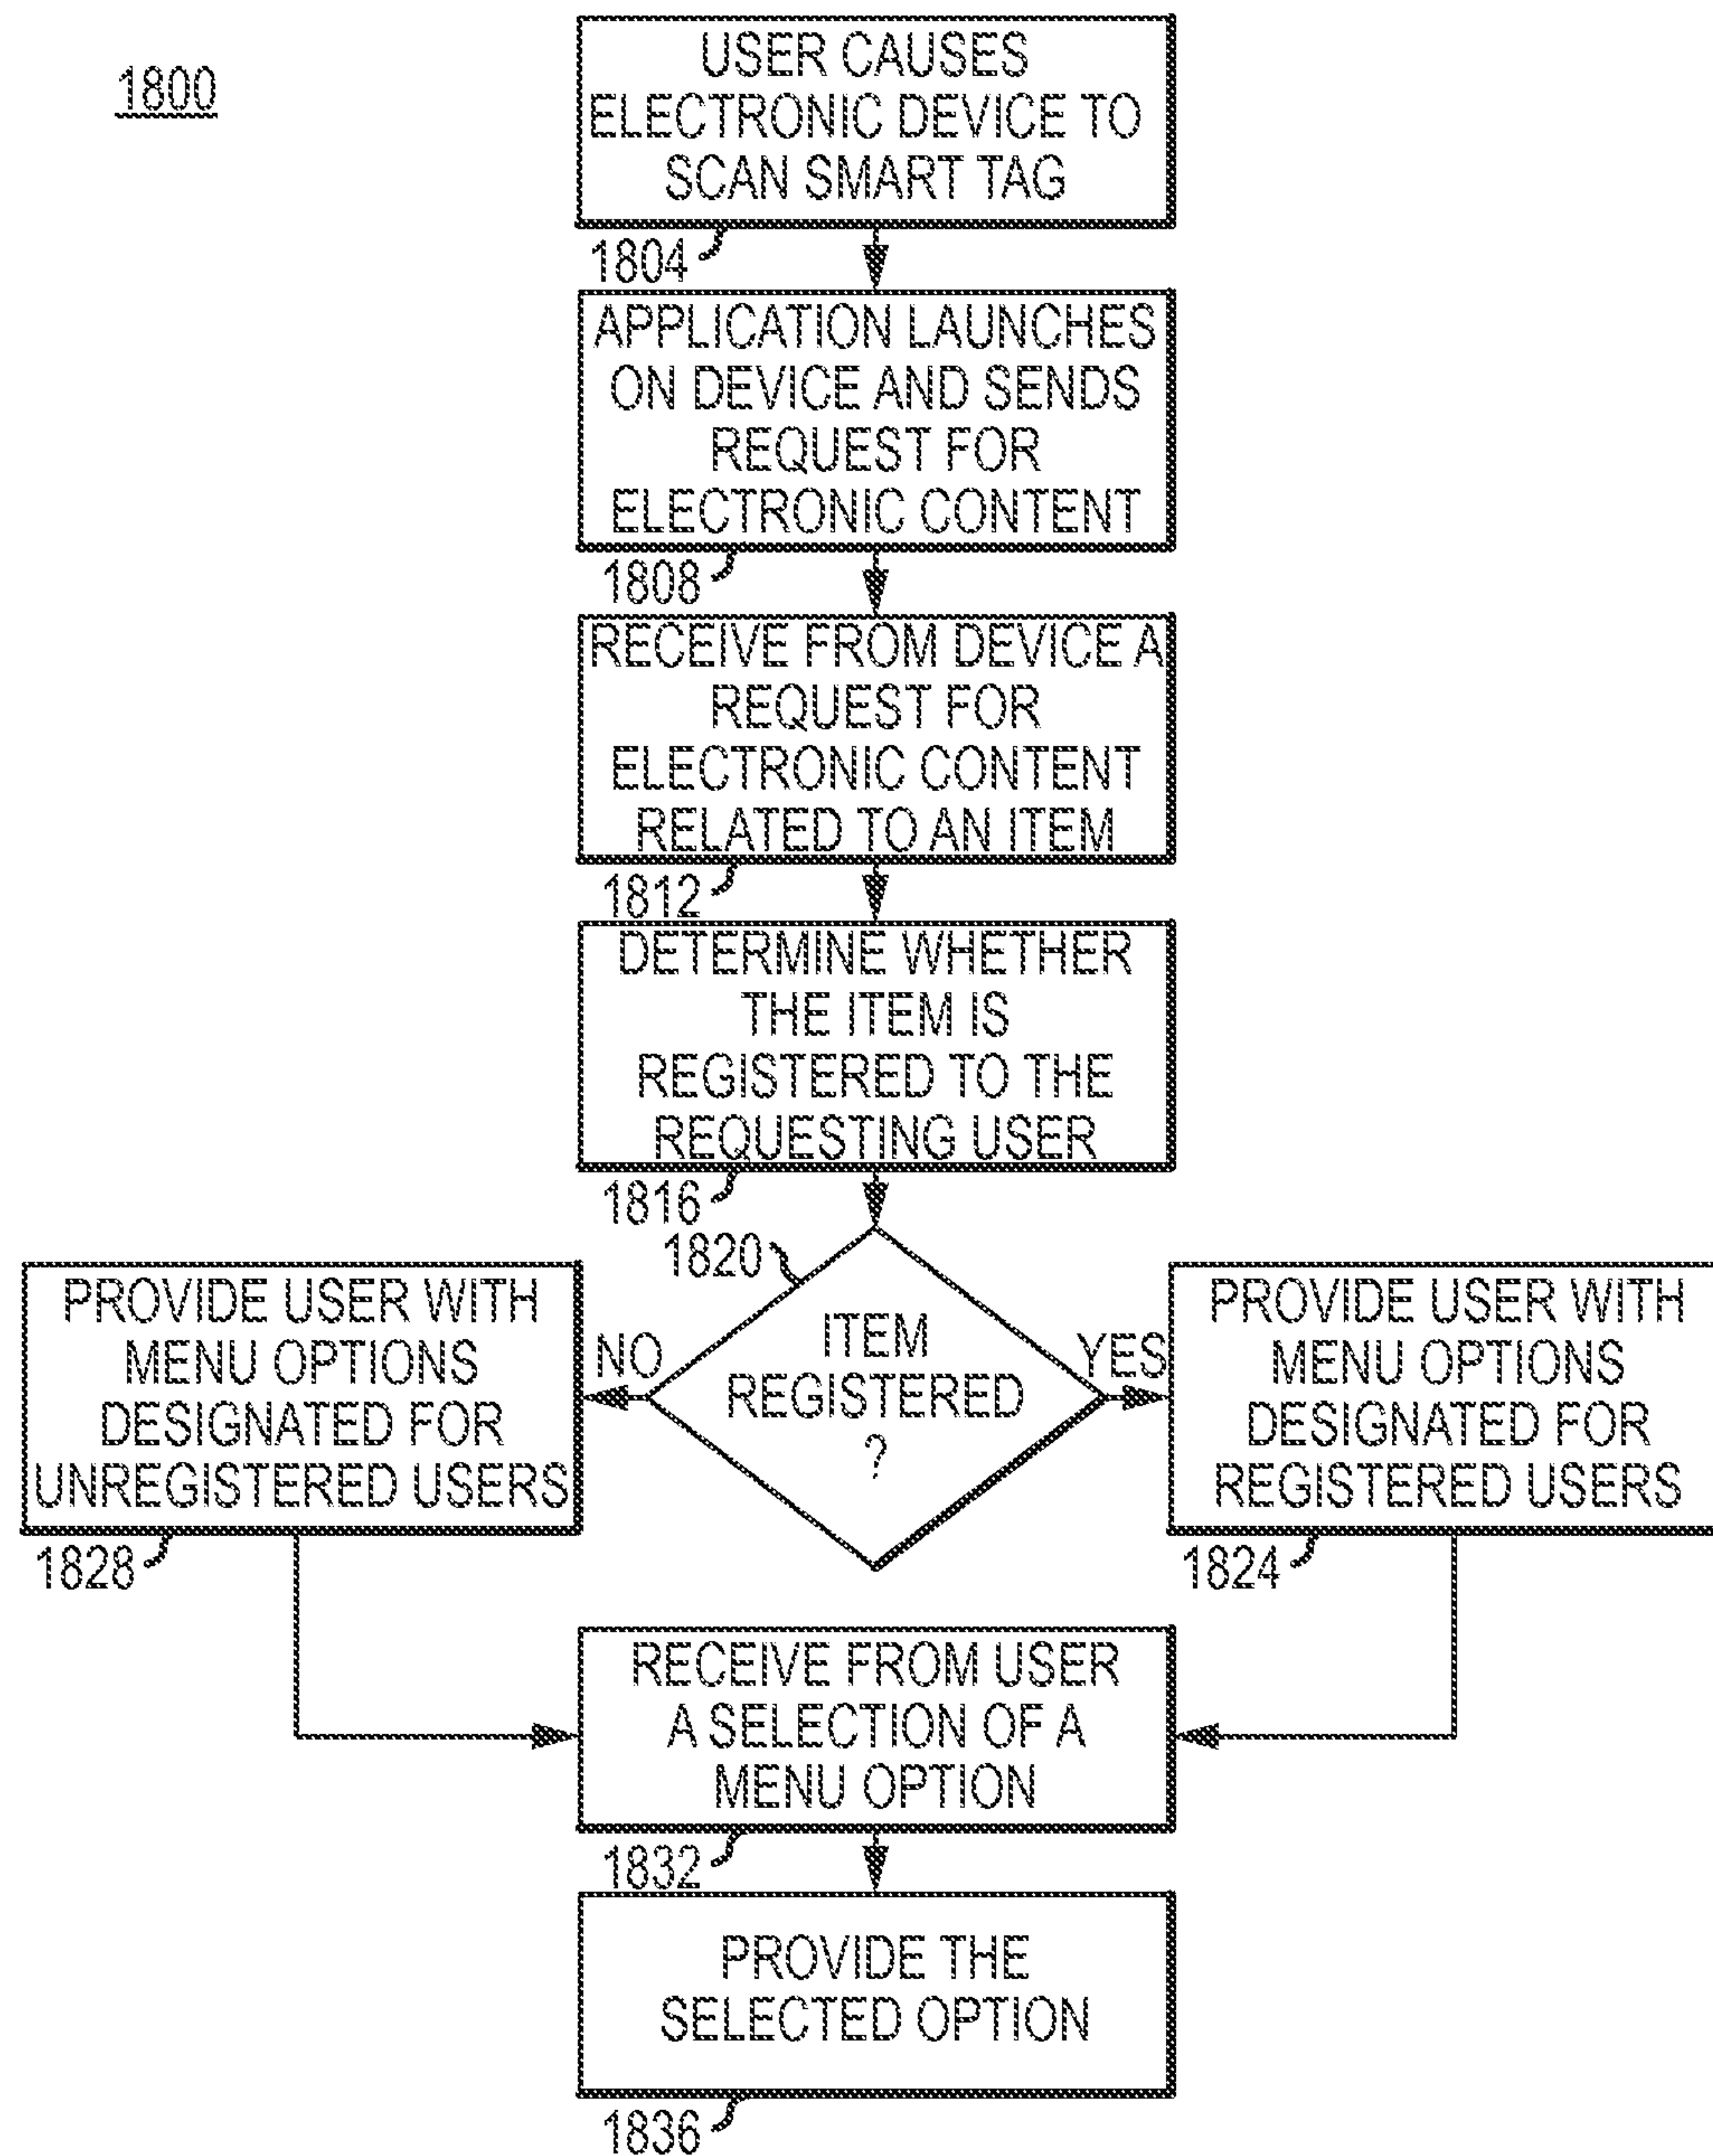 1800
USER CAUSES
ELECTRONIC DEVICE TO
SCAN SMART TAG
1804
APPLICATION LAUNCHES
ON DEVICE AND SENDS
REQUEST FOR
ELECTRONIC CONTENT
1808
RECEIVE FROM DEVICE A
REQUEST FOR
ELECTRONIC CONTENT
RELATED TO AN ITEM
1812
DETERMINE WHETHER
THE ITEM IS
REGISTERED TO THE
REQUESTING USER
1816
1820
ITEM
REGISTERED
?
NO
YES
PROVIDE USER WITH
MENU OPTIONS
DESIGNATED FOR
UNREGISTERED USERS
1828
PROVIDE USER WITH
MENU OPTIONS
DESIGNATED FOR
REGISTERED USERS
1824
RECEIVE FROM USER
A SELECTION OF A
MENU OPTION
1832
PROVIDE THE
SELECTED OPTION
1836